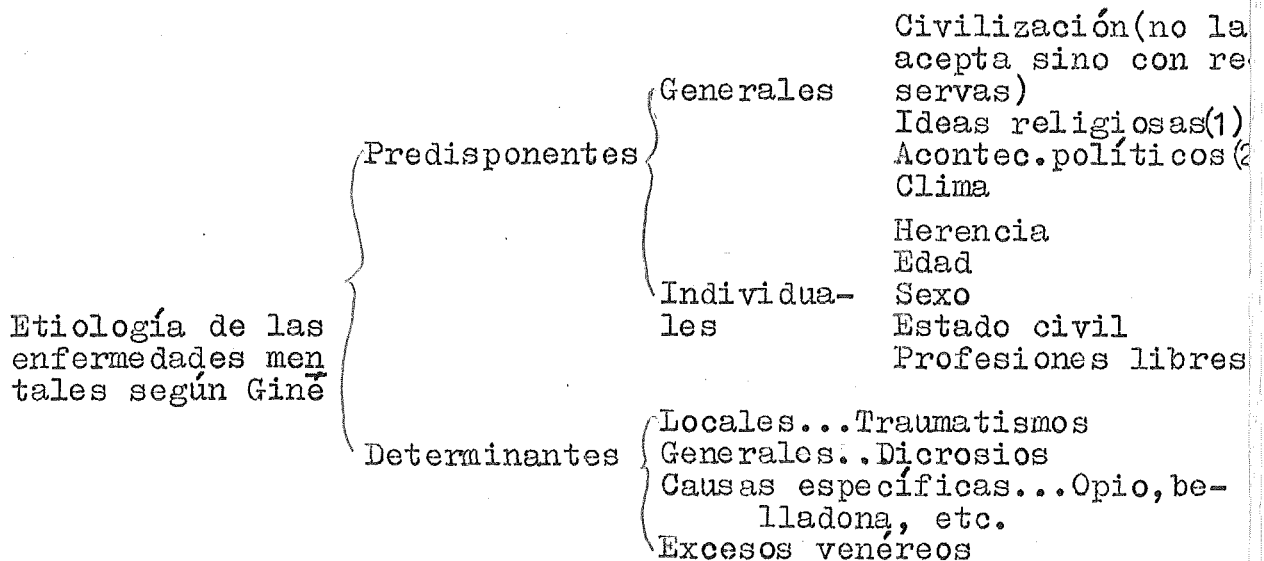 Etiología de las
enfermedades men
tales según Giné
Predisponentes
Generales
Civilización(no la
acepta sino con re
servas)
Ideas religiosas(1)
Acontec.políticos(2
Clima
Individua-
les
Herencia
Edad
Sexo
Estado civil
Profesiones libres
Determinantes
Locales...Traumatismos
Generales..Dicrosios
Causas específicas...Opio,be-
lladona, etc.
Excesos venéreos